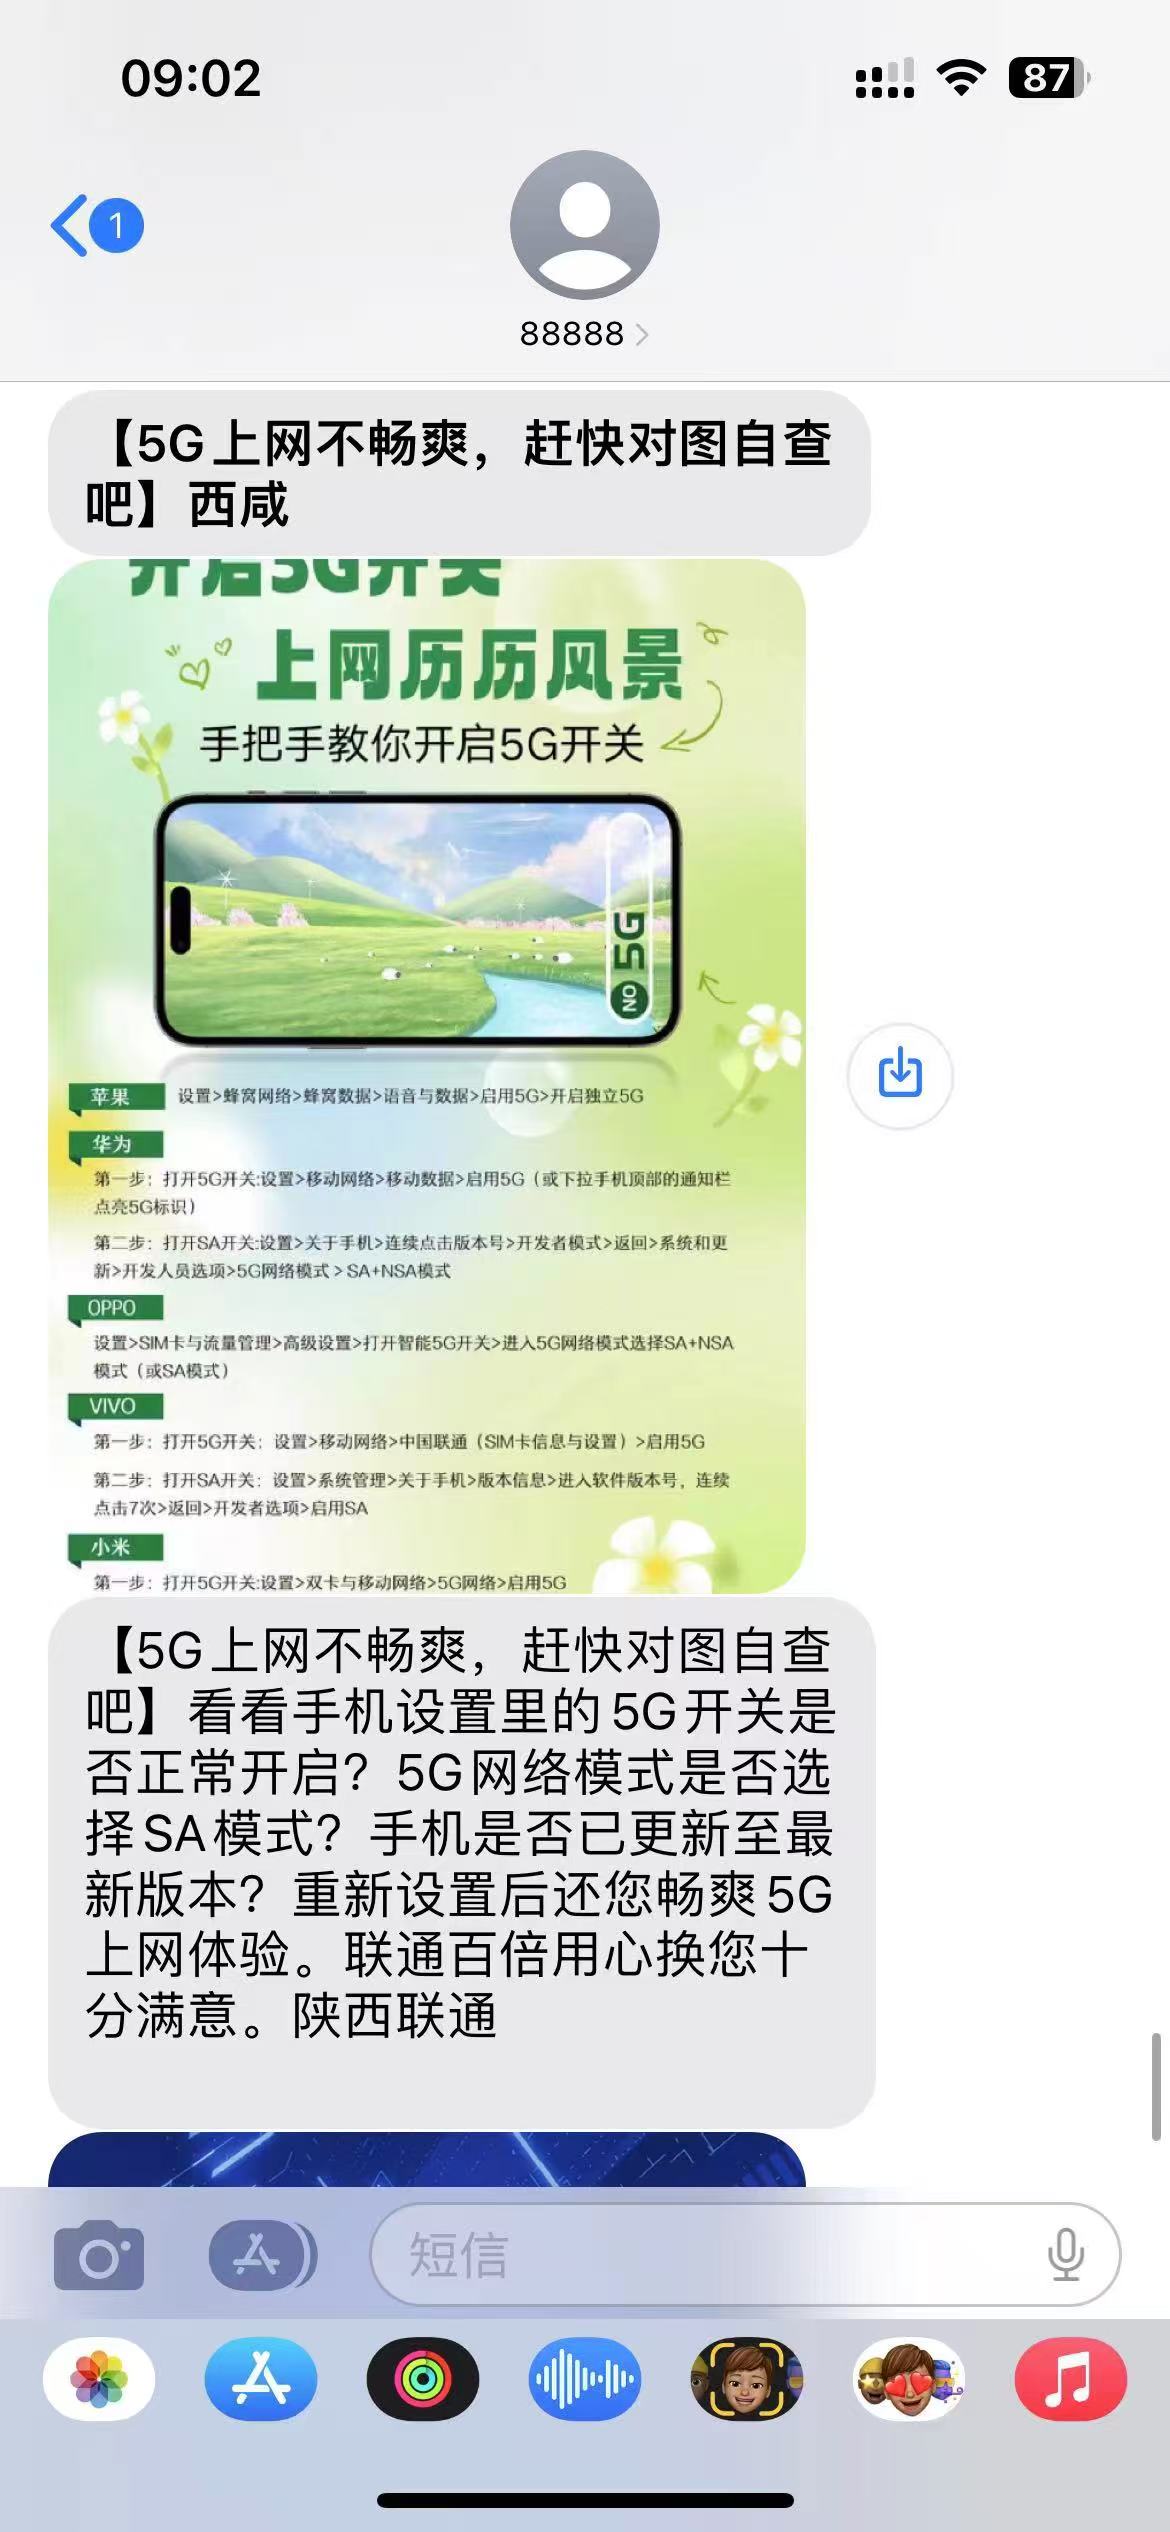 09:02
87
1
88888
【5G上网不畅爽，赶快对图自查
吧】西咸
开启5G开关
上网历历风景
手把手教你开启5G开关
5G
NO
苹果
设置>蜂窝网络>蜂窝数据>语音与数据>启用5G>开启独立5G
华为
第一步：打开5G开关:设置>移动网络>移动数据>启用5G（或下拉手机顶部的通知栏
点亮5G标识）
第二步：打开SA开关:设置>关于手机>连续点击版本号>开发者模式>返回>系统和更
新>开发人员选项>5G网络模式>SA+NSA模式
OPPO
设置>SIM卡与流量管理>高级设置>打开智能5G开关>进入5G网络模式选择SA+NSA
模式（或SA模式）
VIVO
第一步：打开5G开关：设置>移动网络>中国联通（SIM卡信息与设置）>启用5G
第二步：打开SA开关：设置>系统管理>关于手机>版本信息>进入软件版本号，连续
点击7次>返回>开发者选项>启用SA
小米
第一步：打开5G开关:设置>双卡与移动网络>5G网络>启用5G
【5G上网不畅爽，赶快对图自查
吧】看看手机设置里的5G开关是
否正常开启？5G网络模式是否选
择SA模式？手机是否已更新至最
新版本？重新设置后还您畅爽5G
上网体验。联通百倍用心换您十
分满意。陕西联通
短信